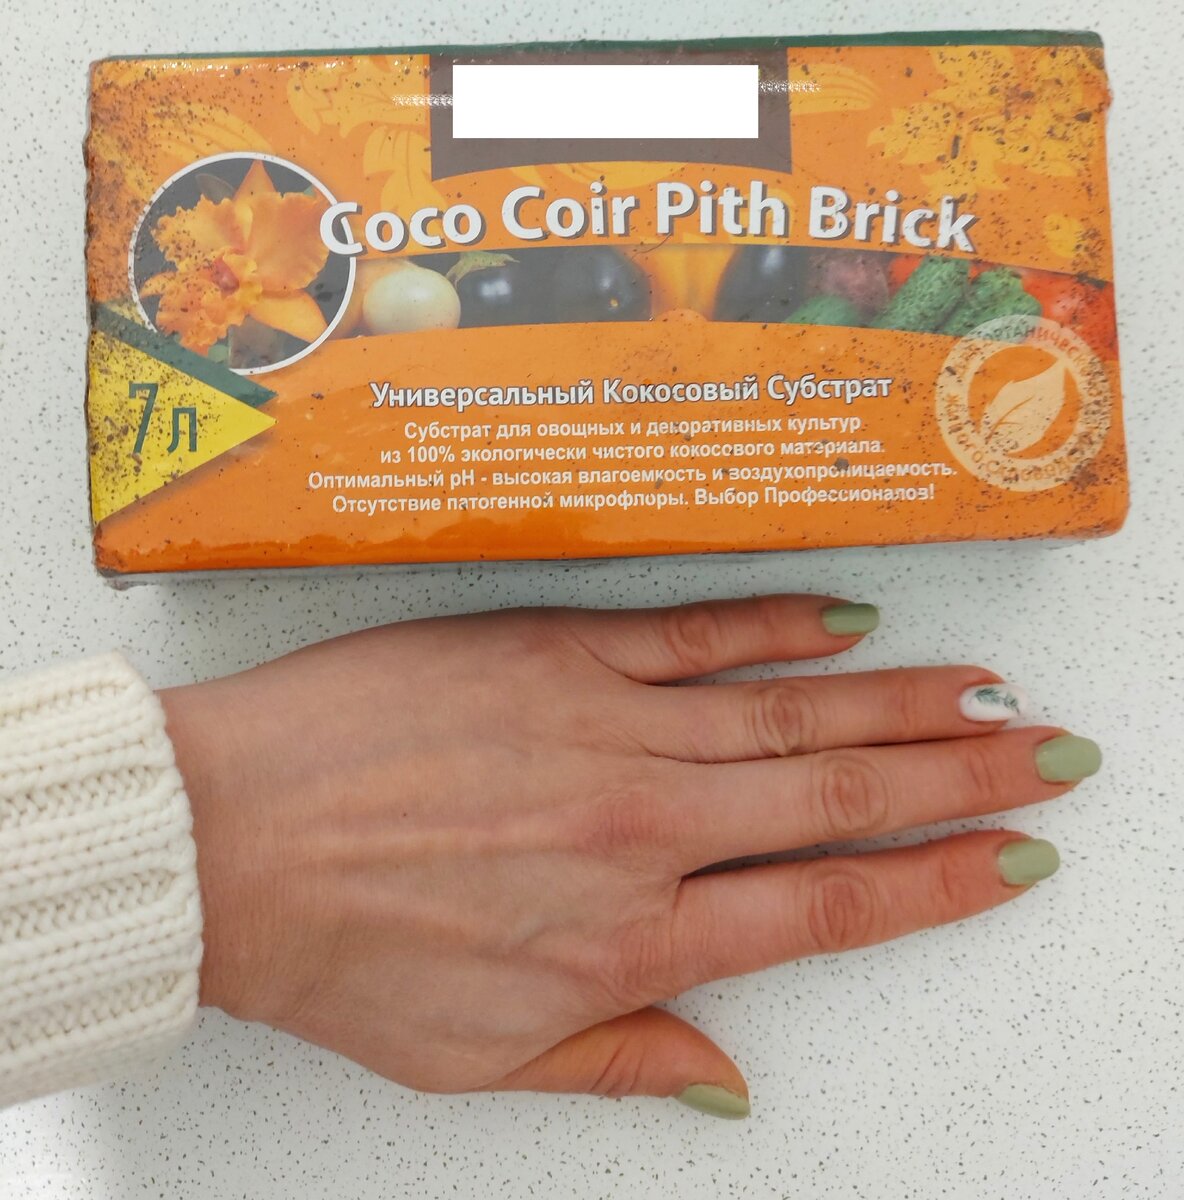 Coco Coir Pith Brick
7л
Универсальный Кокосовый Субстрат
Субстрат для овощных и декоративных культур
из 100% экологически чистого кокосового материала.
Оптимальный pH - высокая влагоемкость и воздухопроницаемость.
Отсутствие патогенной микрофлоры. Выбор Профессионалов!